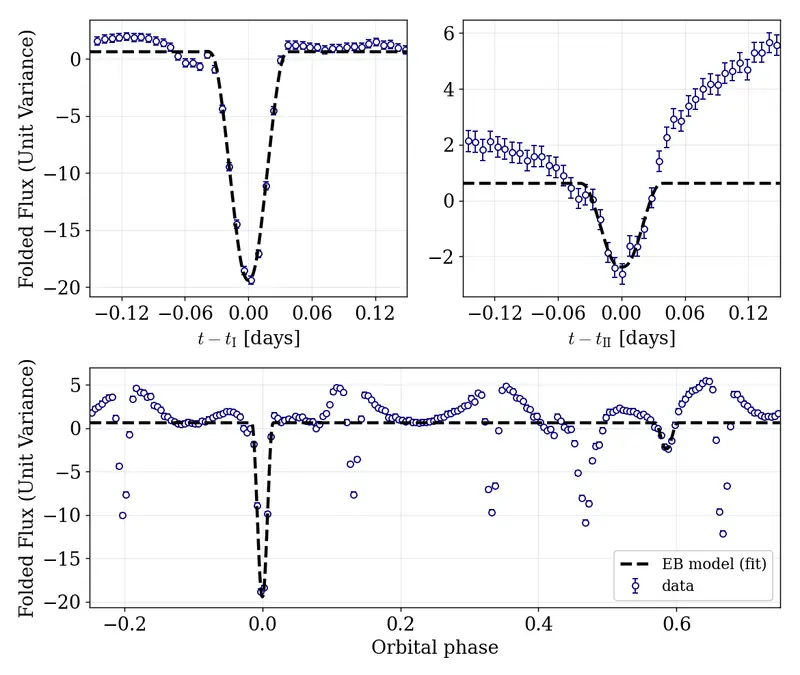 Folded Flux (Unit Variance)
0
−5
−10
−15
−20
−0.12 −0.06 0.00 0.06 0.12
t − tI [days]
6
4
2
0
−2
−0.12 −0.06 0.00 0.06 0.12
t − tII [days]
Folded Flux (Unit Variance)
5
0
−5
−10
−15
−20
−0.2 0.0 0.2 0.4 0.6
Orbital phase
EB model (fit)
data